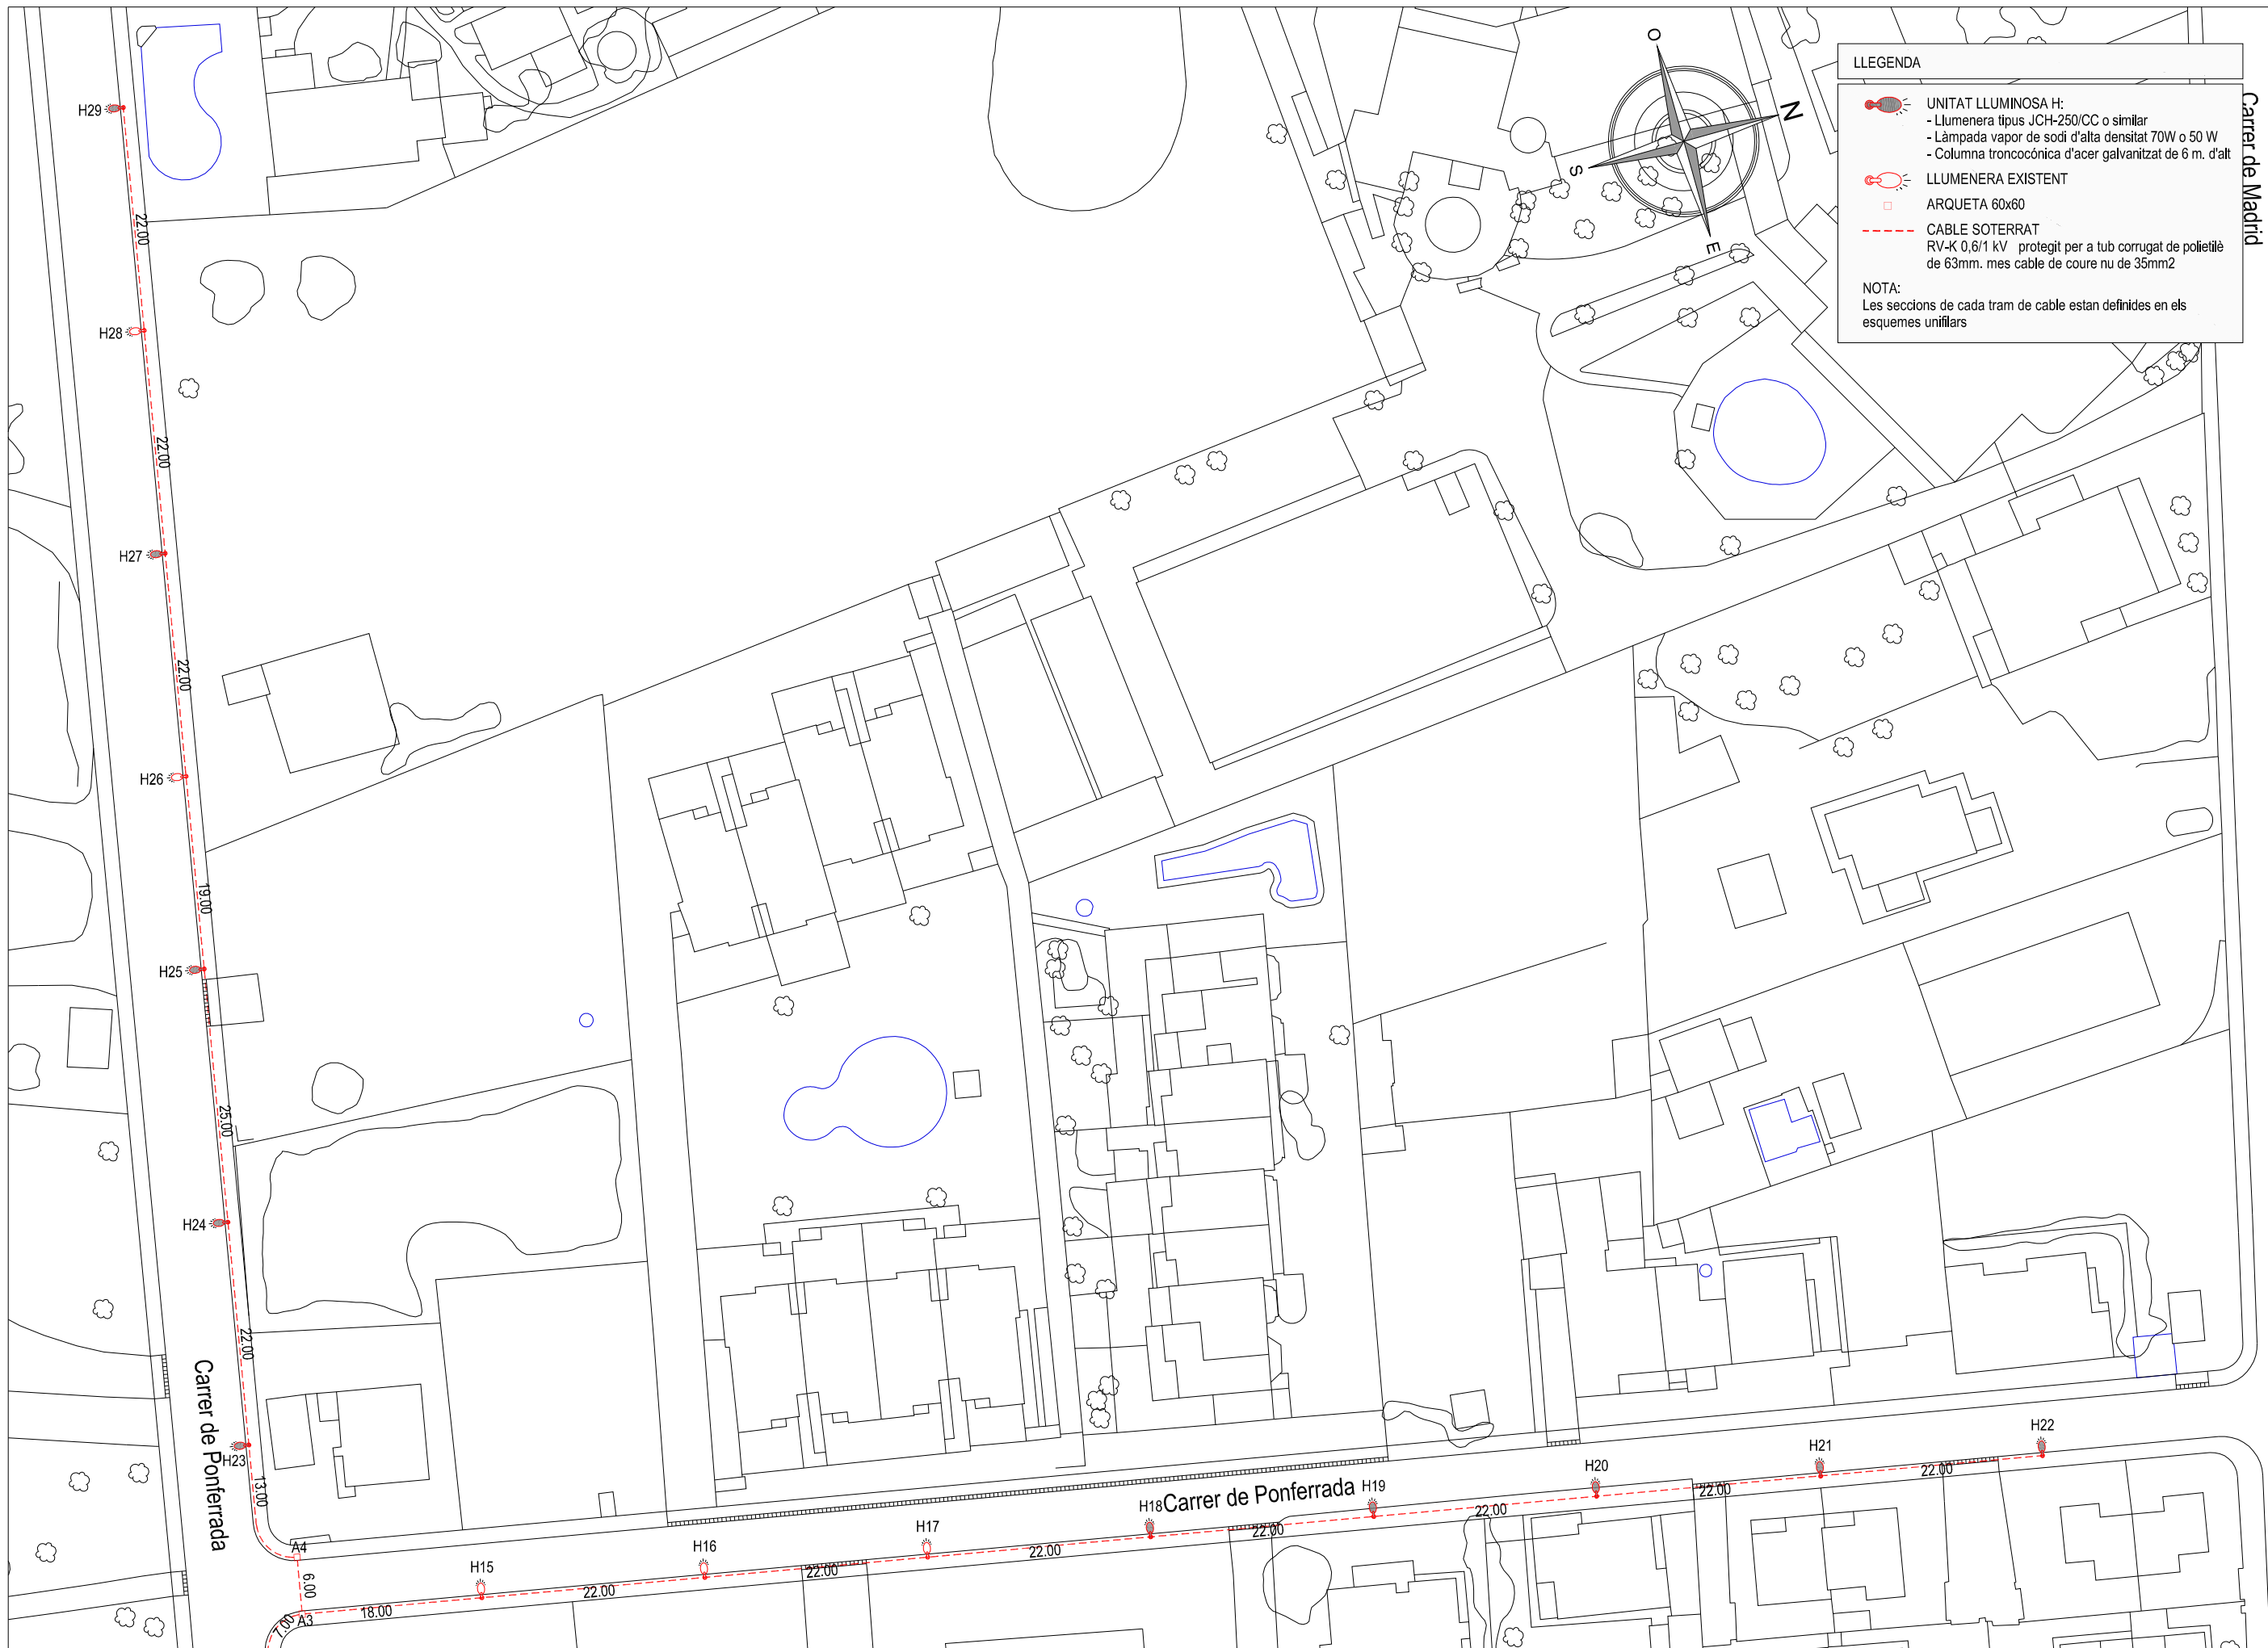 O
N
S
E
LLEGENDA
UNITAT LLUMINOSA H:
- Llumenera tipus JCH-250/CC o similar
- Làmpada vapor de sodi d'alta densitat 70W o 50 W
- Columna troncocónica d'acer galvanitzat de 6 m. d'alt
LLUMENERA EXISTENT
ARQUETA 60x60
CABLE SOTERRAT
RV-K 0,6/1 kV protegit per a tub corrugat de polietilè
de 63mm. mes cable de coure nu de 35mm2
NOTA:
Les seccions de cada tram de cable estan definides en els
esquemes unifilars
Carrer de Madrid
H29
22.00
H28
22.00
H27
22.00
H26
19.00
H25
25.00
H24
22.00
H23
13.00
Carrer de Ponferrada
A4
6.00
A3
7.00
18.00
H15
22.00
H16
22.00
H17
22.00
H18
Carrer de Ponferrada
22.00
H19
22.00
H20
22.00
H21
22.00
H22